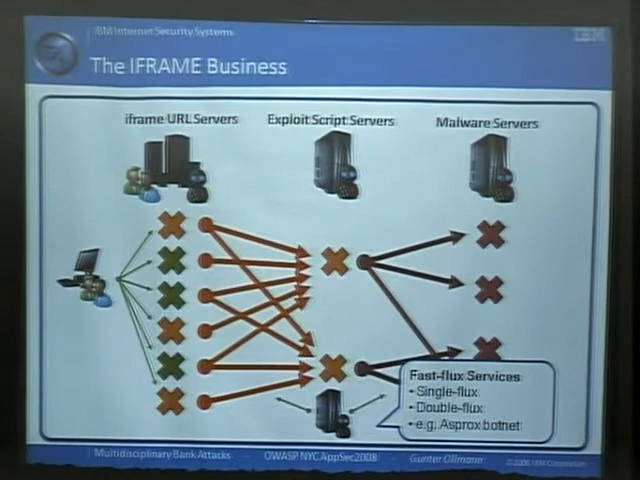 IBM Internet Security Systems
IBM
The IFRAME Business
iframe URL Servers
Exploit Script Servers
Malware Servers
Fast-flux Services
• Single-flux
• Double-flux
• e.g. Asprox botnet
Multidisciplinary Bank Attacks - OWASP NYC AppSec2008 - Gunter Ollmann
© 2008 IBM Corporation